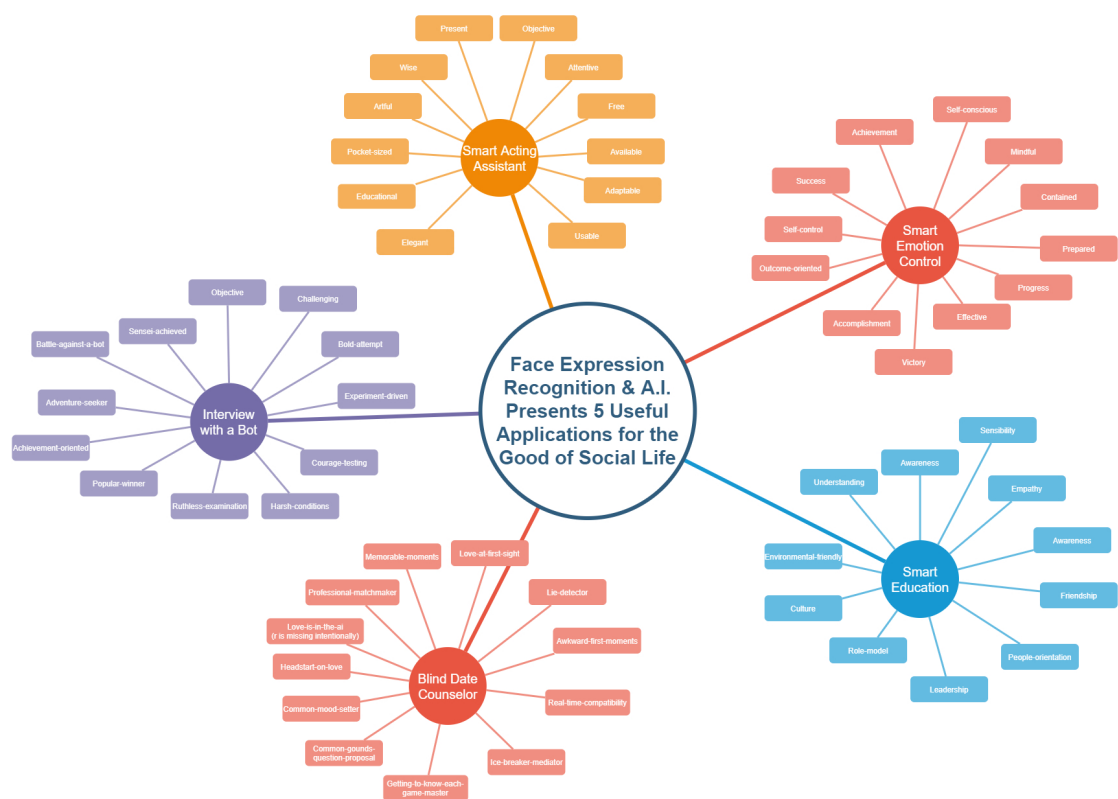 Face Expression
Recognition & A.I.
Presents 5 Useful
Applications for the
Good of Social Life
Smart Acting
Assistant
Present
Objective
Wise
Attentive
Artful
Free
Pocket-sized
Available
Educational
Adaptable
Elegant
Usable
Smart
Emotion
Control
Self-conscious
Achievement
Mindful
Success
Contained
Self-control
Prepared
Outcome-oriented
Progress
Accomplishment
Effective
Victory
Interview
with a Bot
Objective
Challenging
Sensei-achieved
Battle-against-a-bot
Bold-attempt
Adventure-seeker
Experiment-driven
Achievement-oriented
Courage-testing
Popular-winner
Ruthless-examination
Harsh-conditions
Smart
Education
Sensibility
Awareness
Understanding
Empathy
Environmental-friendly
Awareness
Culture
Friendship
Role-model
People-orientation
Leadership
Blind Date
Counselor
Memorable-moments
Love-at-first-sight
Professional-matchmaker
Lie-detector
Love-is-in-the-ai
(r is missing intentionally)
Awkward-first-moments
Headstart-on-love
Real-time-compatibility
Common-mood-setter
Common-gounds-
question-proposal
Ice-breaker-mediator
Getting-to-know-each-
game-master